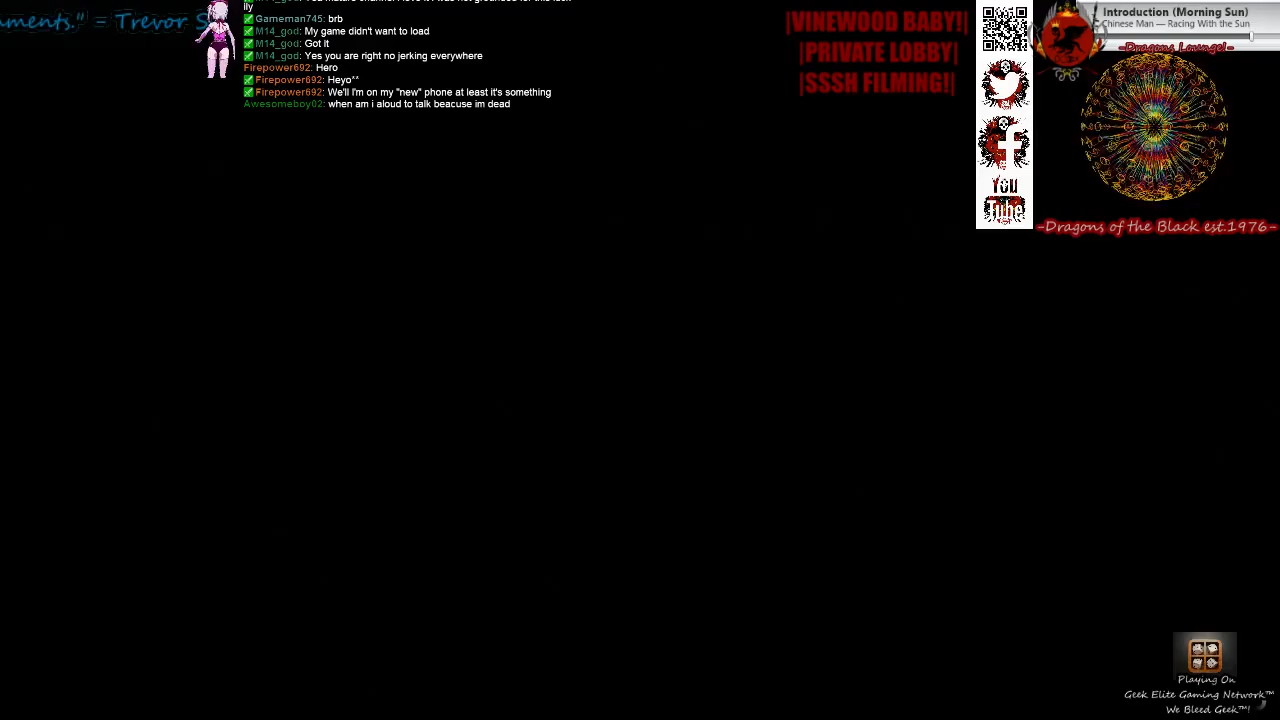 ments." = Trevor S
ily
Gameman745: brb
M14_god: My game didn't want to load
M14_god: Got it
M14_god: Yes you are right no jerking everywhere
Firepower692: Hero
Firepower692: Heyo**
Firepower692: We'll I'm on my "new" phone at least it's something
Awesomeboy02: when am i aloud to talk beacuse im dead
|VINEWOOD BABY!|
|PRIVATE LOBBY|
|SSSH FILMING!|
Introduction (Morning Sun)
Chinese Man — Racing With the Sun
-Dragons Lounge!-
You
Tube
-Dragons of the Black est.1976-
Playing On
Geek Elite Gaming Network™
We Bleed Geek™!